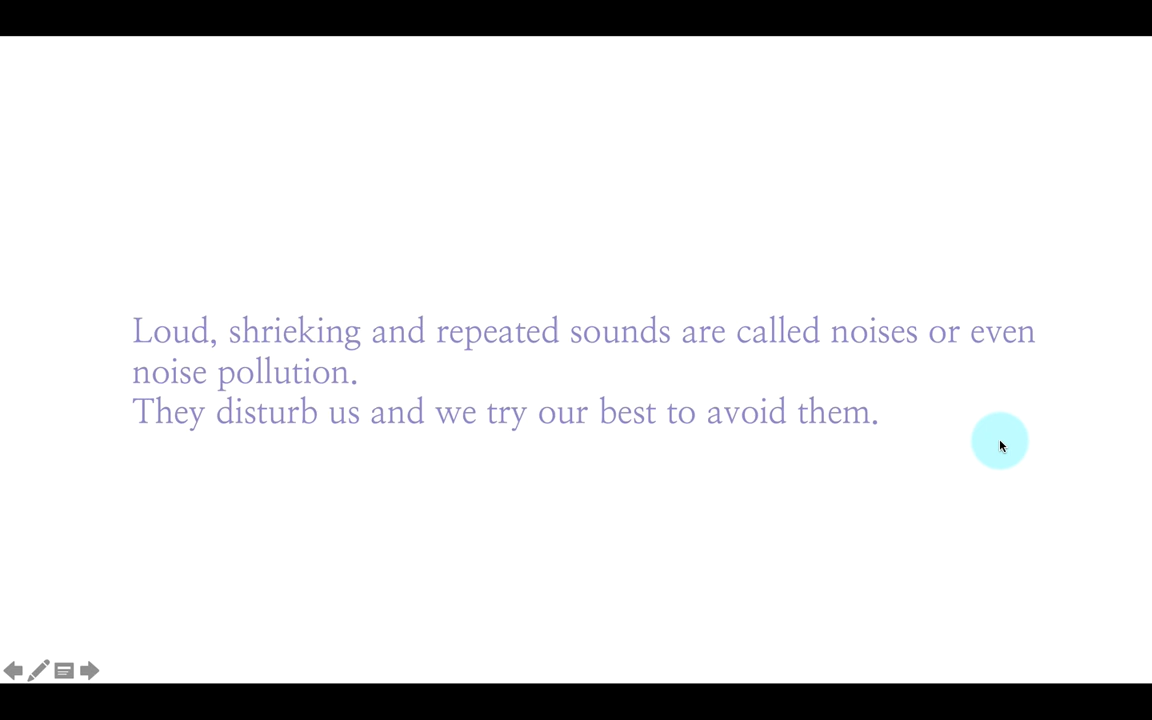 Loud, shrieking and repeated sounds are called noises or even
noise pollution.
They disturb us and we try our best to avoid them.